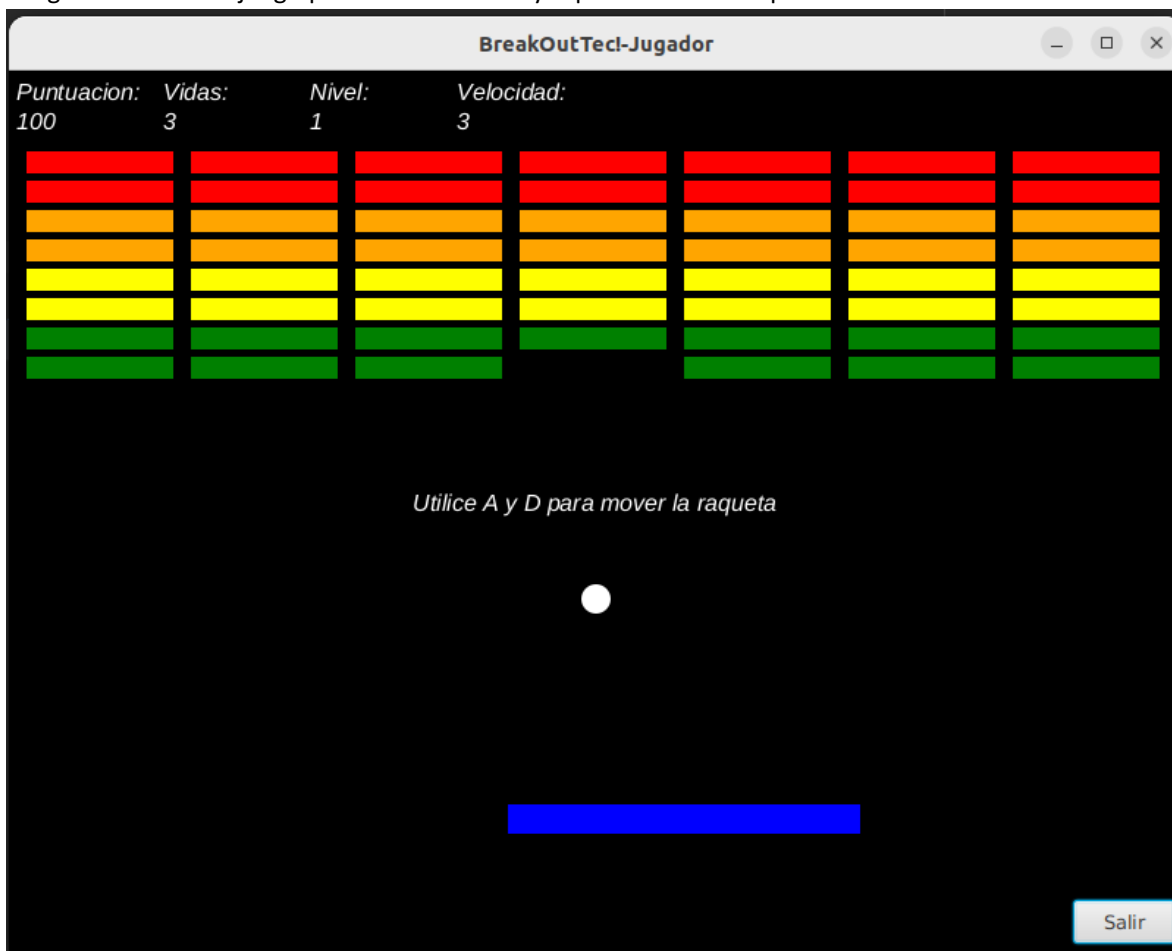 BreakOutTec!-Jugador
Puntuacion: Vidas: Nivel: Velocidad:
100 3 1 3
Utilice A y D para mover la raqueta
Salir